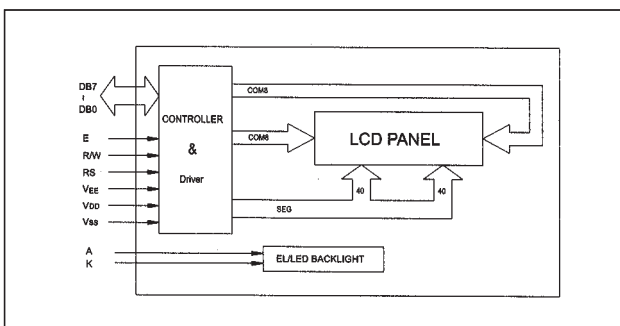 DB7
~
DB0
E
R/W
RS
VEE
VDD
VSS
A
K
CONTROLLER
&
Driver
COM8
COM8
SEG
LCD PANEL
40
40
EL/LED BACKLIGHT